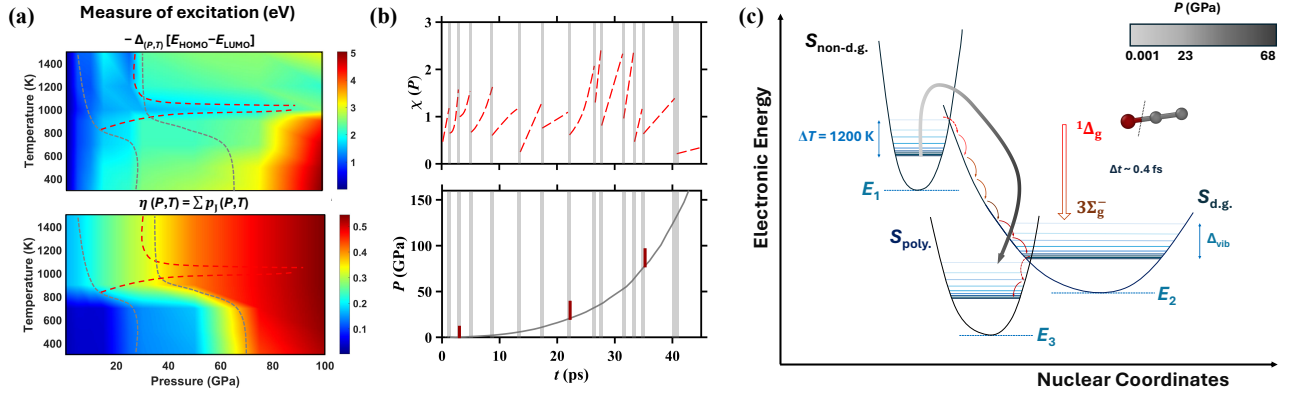 (a)
Measure of excitation (eV)
− Δ(P,T) [EHOMO−ELUMO]
Temperature (K)
1400
1200
1000
800
600
400
5
4
3
2
1
0
η (P,T) = ∑ pj (P,T)
Temperature (K)
1400
1200
1000
800
600
400
0.5
0.4
0.3
0.2
0.1
20 40 60 80 100
Pressure (GPa)
(b)
χ (P)
3
2
1
0
P (GPa)
150
100
50
0
0 10 20 30 40
t (ps)
(c)
Electronic Energy
Nuclear Coordinates
P (GPa)
0.001 23 68
Snon-d.g.
ΔT = 1200 K
E1
1Δg
Δt ~ 0.4 fs
3Σg−
Sd.g.
Δvib
Spoly.
E2
E3